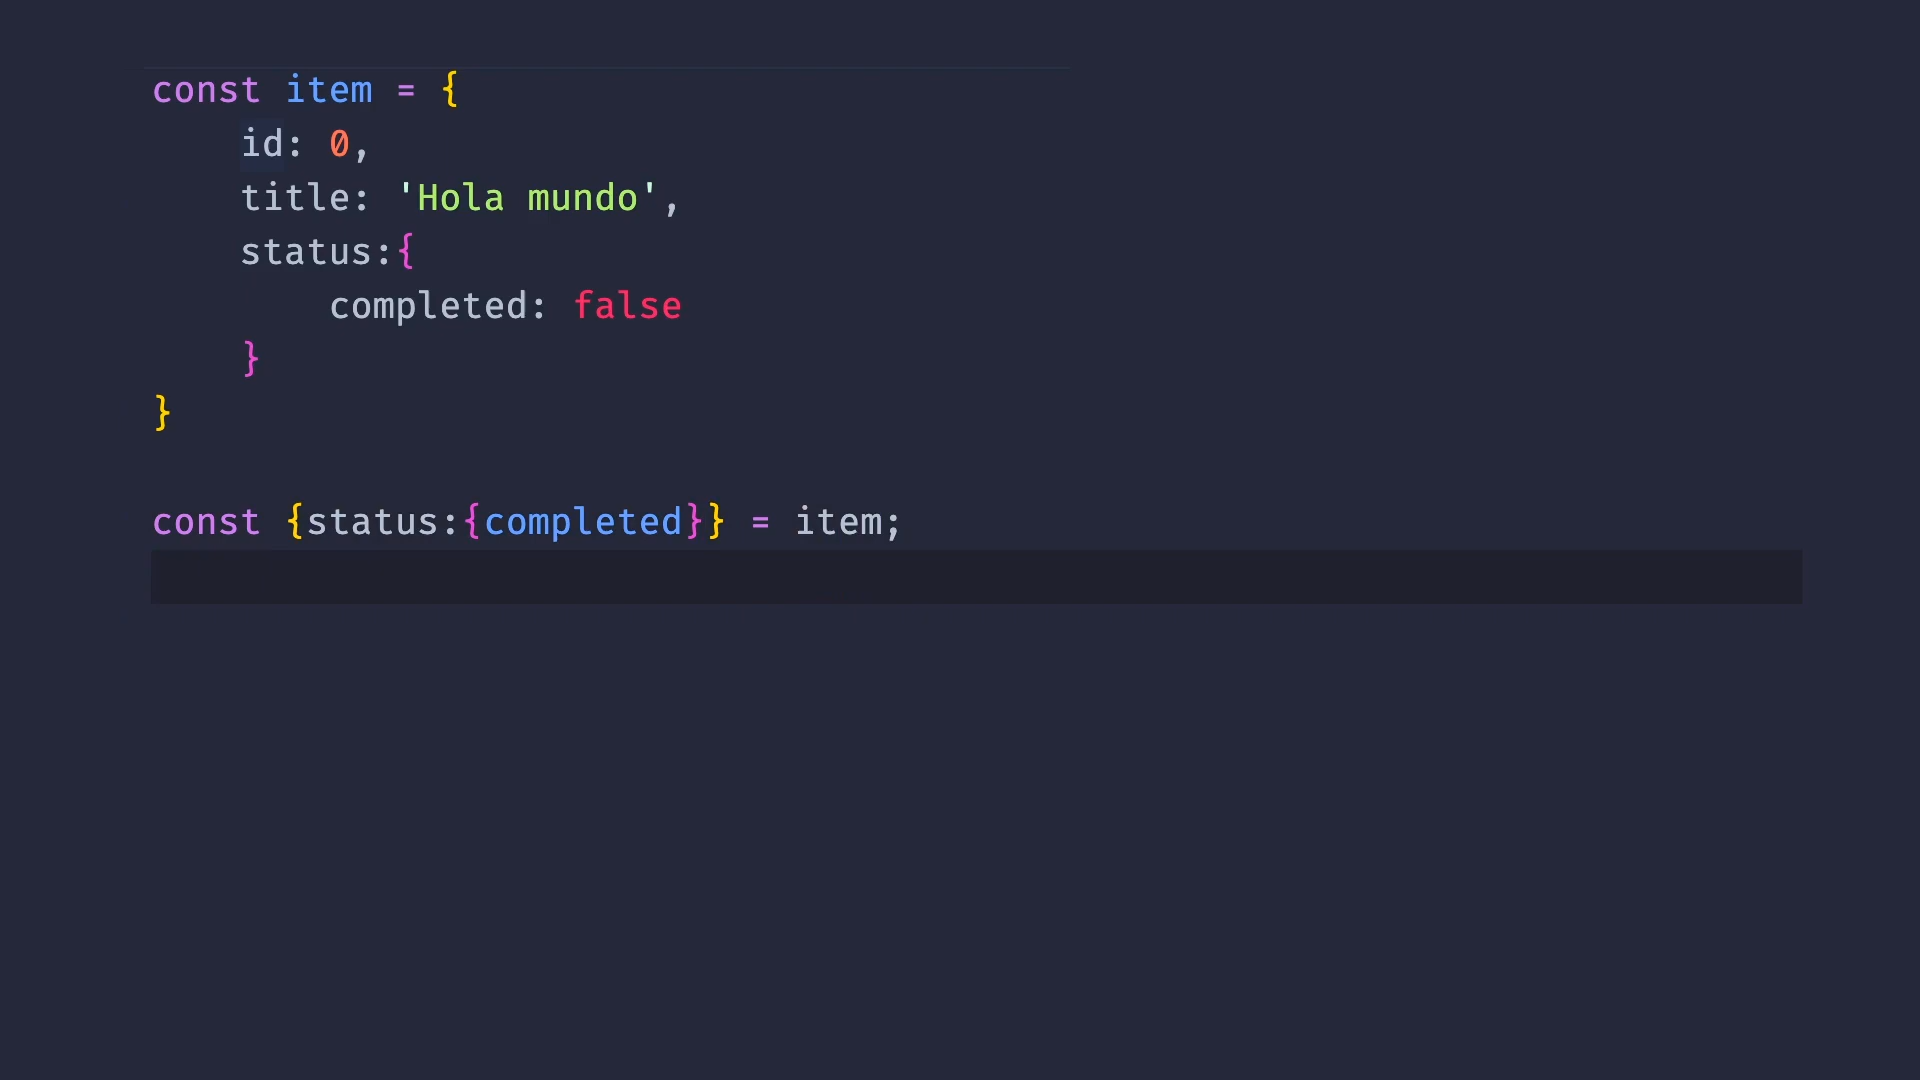 const item = {
    id: 0,
    title: 'Hola mundo',
    status:{
        completed: false
    }
}
const {status:{completed}} = item;